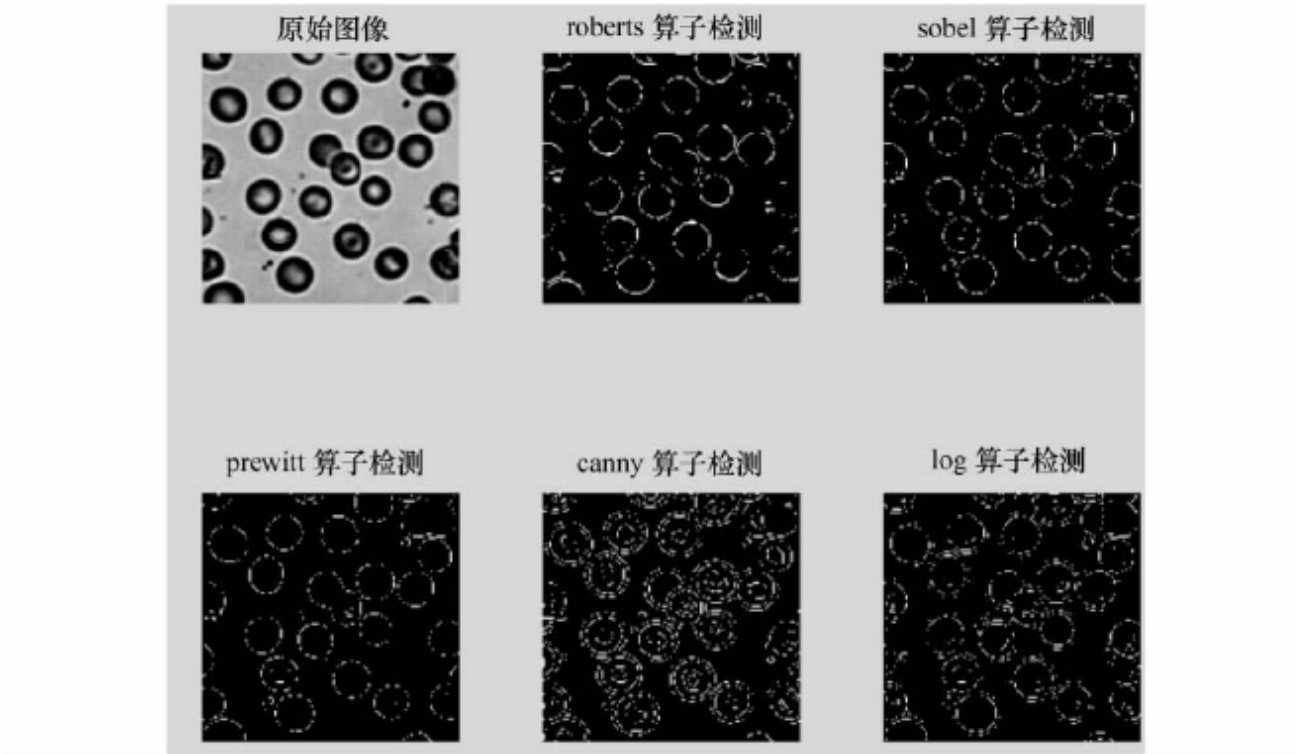 原始图像
roberts 算子检测
sobel 算子检测
prewitt 算子检测
canny 算子检测
log 算子检测